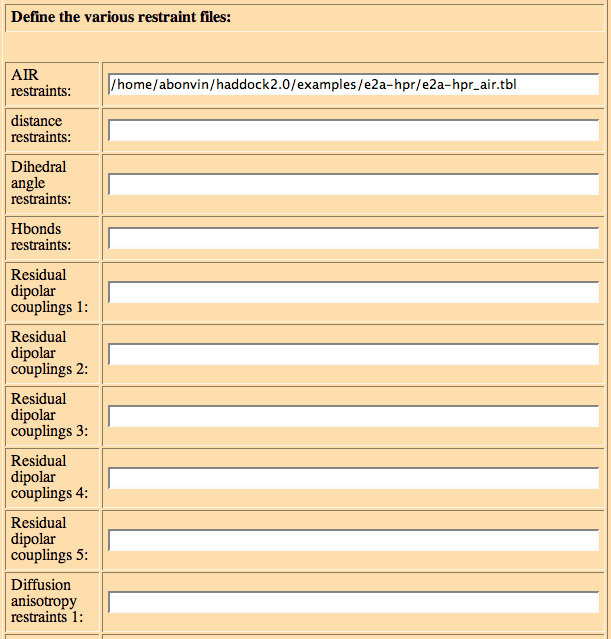 Define the various restraint files:
AIR
restraints:
/home/abonvin/haddock2.0/examples/e2a-hpr/e2a-hpr_air.tbl
distance
restraints:
Dihedral
angle
restraints:
Hbonds
restraints:
Residual
dipolar
couplings 1:
Residual
dipolar
couplings 2:
Residual
dipolar
couplings 3:
Residual
dipolar
couplings 4:
Residual
dipolar
couplings 5:
Diffusion
anisotropy
restraints 1: